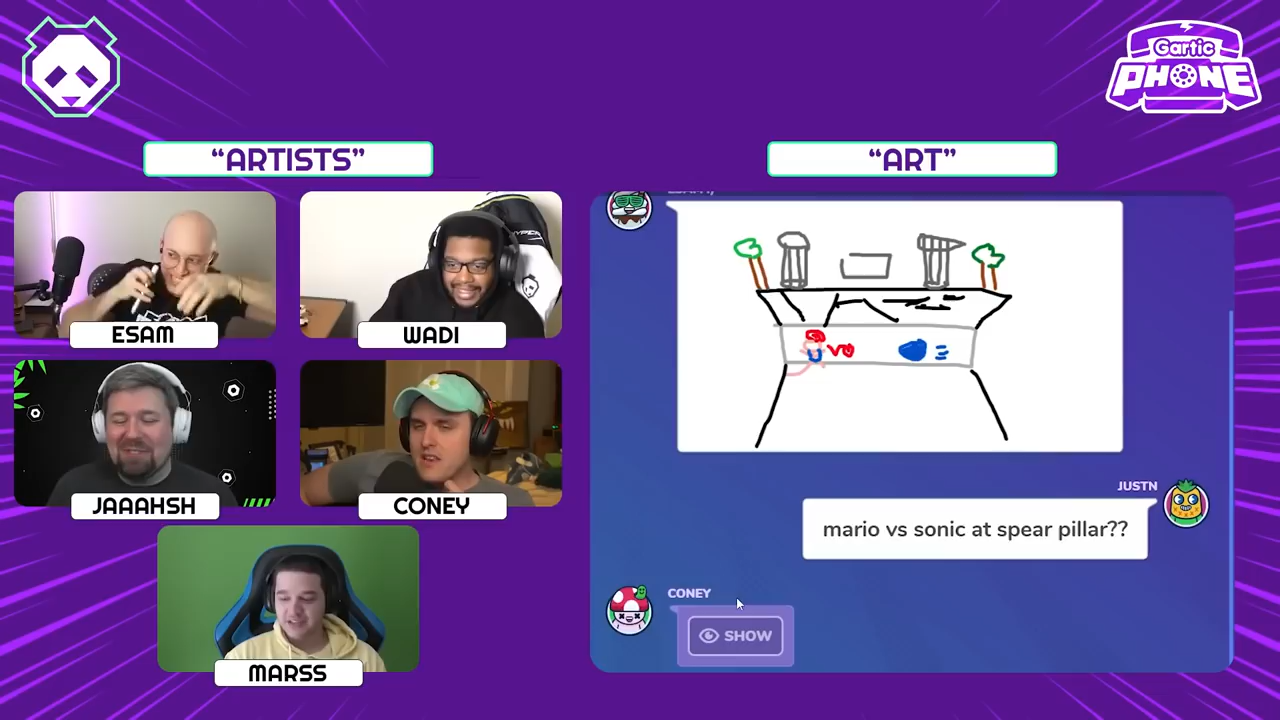 Gartic
PHONE
“ARTISTS”
“ART”
ESAM
WADI
JAAAHSH
CONEY
MARSS
JUSTN
mario vs sonic at spear pillar??
CONEY
SHOW